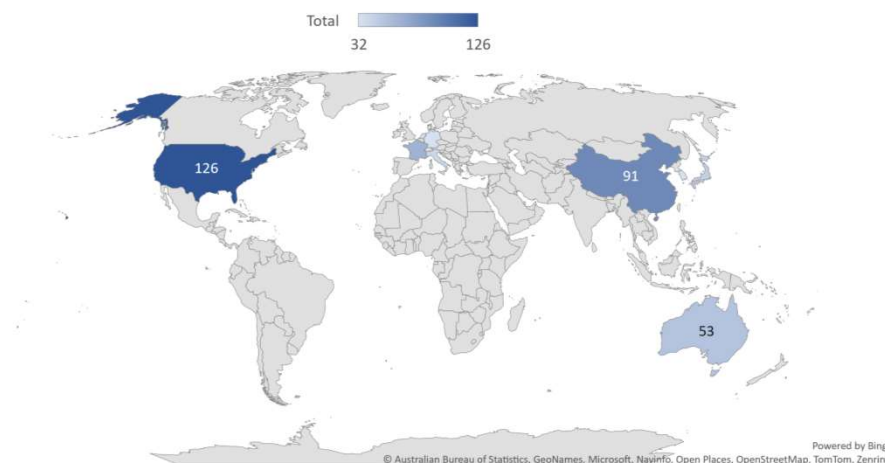 Total
32 126
126
91
53
Powered by Bing
© Australian Bureau of Statistics, GeoNames, Microsoft, Navinfo, Open Places, OpenStreetMap, TomTom, Zenrin